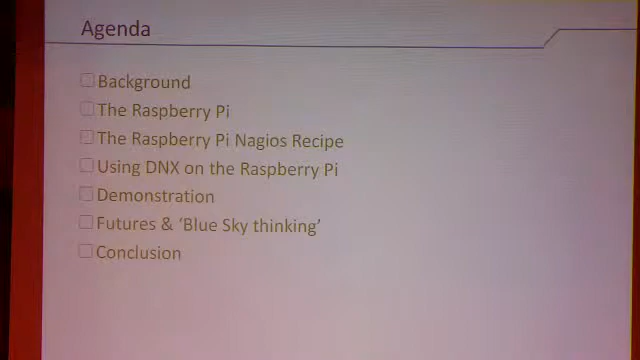 Agenda
Background
The Raspberry Pi
The Raspberry Pi Nagios Recipe
Using DNX on the Raspberry Pi
Demonstration
Futures & ‘Blue Sky thinking’
Conclusion